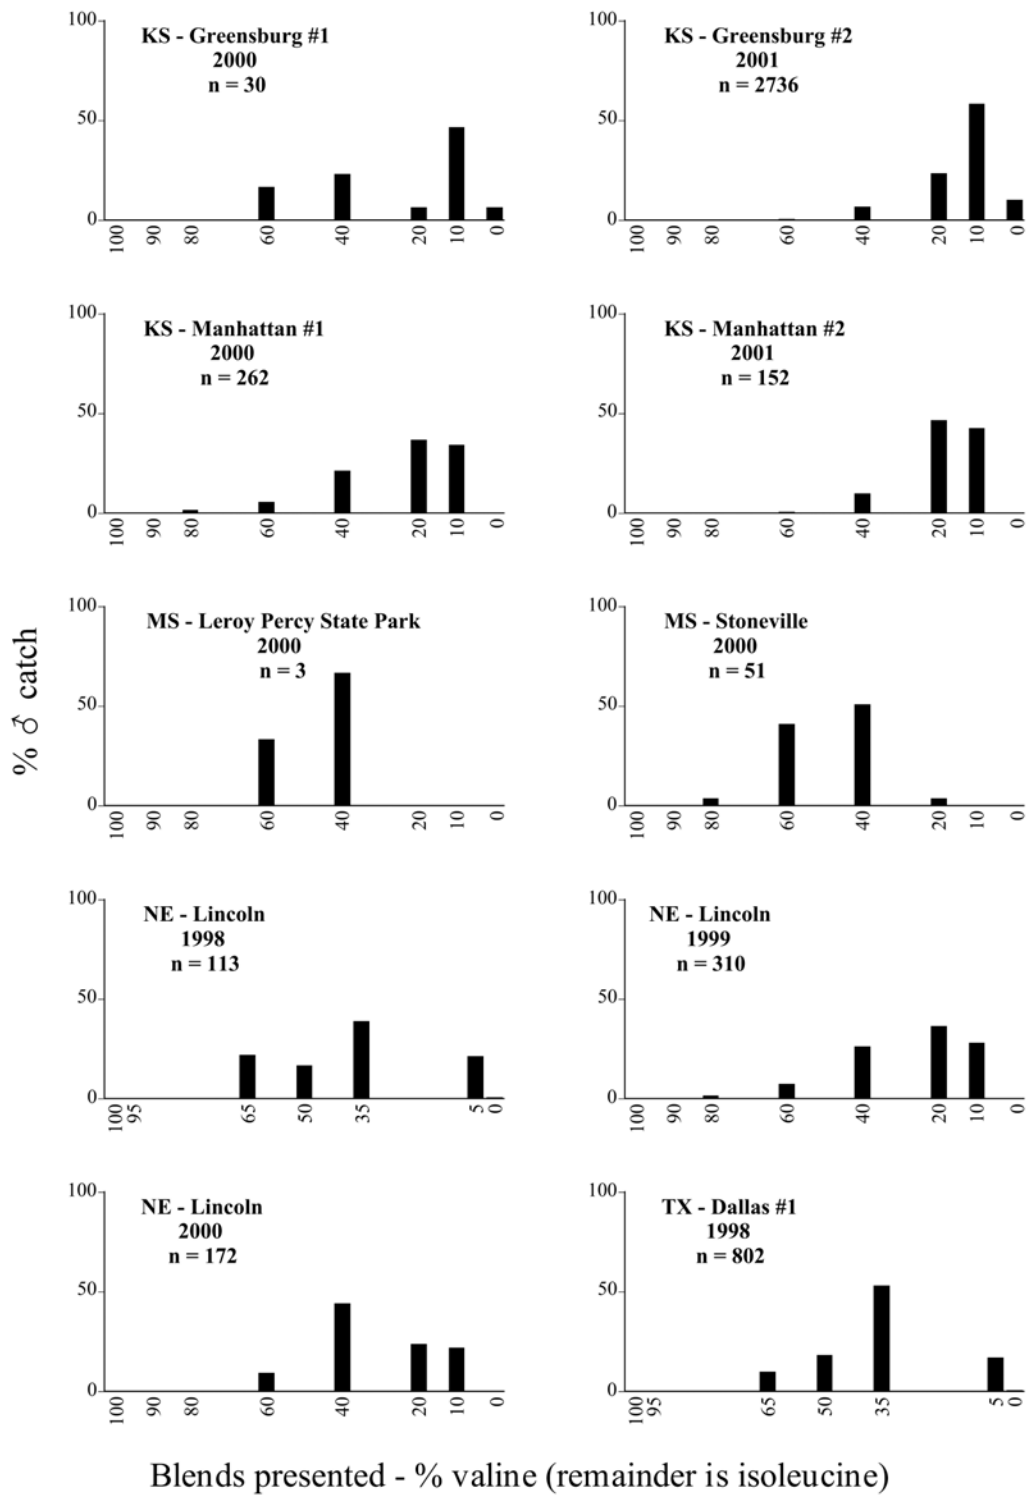 KS - Greensburg #1
2000
n = 30
100
50
0
100 90 80 60 40 20 10 0
KS - Greensburg #2
2001
n = 2736
100
50
0
100 90 80 60 40 20 10 0
KS - Manhattan #1
2000
n = 262
100
50
0
100 90 80 60 40 20 10 0
KS - Manhattan #2
2001
n = 152
100
50
0
100 90 80 60 40 20 10 0
% ♂ catch
MS - Leroy Percy State Park
2000
n = 3
100
50
0
100 90 80 60 40 20 10 0
MS - Stoneville
2000
n = 51
100
50
0
100 90 80 60 40 20 10 0
NE - Lincoln
1998
n = 113
100
50
0
100 95 65 50 35 5 0
NE - Lincoln
1999
n = 310
100
50
0
100 90 80 60 40 20 10 0
NE - Lincoln
2000
n = 172
100
50
0
100 90 80 60 40 20 10 0
TX - Dallas #1
1998
n = 802
100
50
0
100 95 65 50 35 5 0
Blends presented - % valine (remainder is isoleucine)